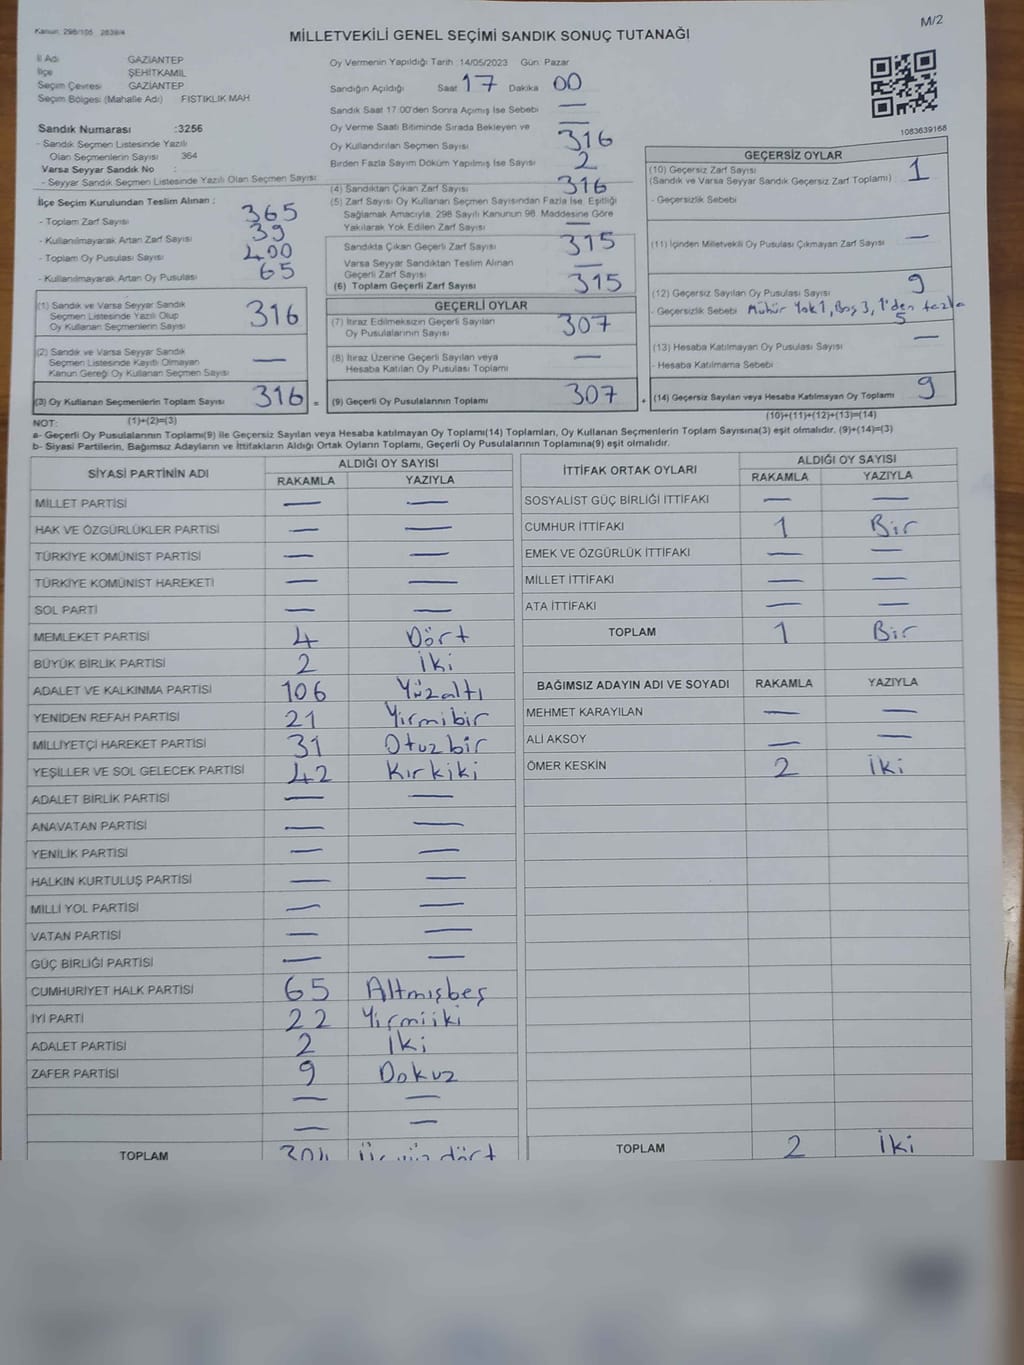 Kanun: 298/105 2839/4
M/2
MİLLETVEKİLİ GENEL SEÇİMİ SANDIK SONUÇ TUTANAĞI
İl Adı GAZİANTEP
İlçe ŞEHİTKAMİL
Seçim Çevresi GAZİANTEP
Seçim Bölgesi (Mahalle Adı) FISTIKLIK MAH
Sandık Numarası :3256
- Sandık Seçmen Listesinde Yazılı
Olan Seçmenlerin Sayısı 364
Varsa Seyyar Sandık No :
- Seyyar Sandık Seçmen Listesinde Yazılı Olan Seçmen Sayısı:
İlçe Seçim Kurulundan Teslim Alınan ;
- Toplam Zarf Sayısı 365
- Kullanılmayarak Artan Zarf Sayısı 39
- Toplam Oy Pusulası Sayısı 400
- Kullanılmayarak Artan Oy Pusulası 65
(1) Sandık ve Varsa Seyyar Sandık
Seçmen Listesinde Yazılı Olup
Oy Kullanan Seçmenlerin Sayısı 316
(2) Sandık ve Varsa Seyyar Sandık
Seçmen Listesinde Kayıtlı Olmayan
Kanun Gereği Oy Kullanan Seçmen Sayısı —
(3) Oy Kullanan Seçmenlerin Toplam Sayısı 316 =
(1)+(2)=(3)
Oy Vermenin Yapıldığı Tarih :14/05/2023 Gün: Pazar
Sandığın Açıldığı Saat 17 Dakika 00
Sandık Saat 17:00'den Sonra Açılmış İse Sebebi —
Oy Verme Saati Bitiminde Sırada Bekleyen ve —
Oy Kullandırılan Seçmen Sayısı 316
Birden Fazla Sayım Döküm Yapılmış İse Sayısı 2
(4) Sandıktan Çıkan Zarf Sayısı 316
(5) Zarf Sayısı Oy Kullanan Seçmen Sayısından Fazla İse, Eşitliği
Sağlamak Amacıyla, 298 Sayılı Kanunun 98. Maddesine Göre
Yakılarak Yok Edilen Zarf Sayısı —
Sandıkta Çıkan Geçerli Zarf Sayısı 315
Varsa Seyyar Sandıktan Teslim Alınan
Geçerli Zarf Sayısı —
(6) Toplam Geçerli Zarf Sayısı 315
GEÇERLİ OYLAR
(7) İtiraz Edilmeksizin Geçerli Sayılan
Oy Pusulasının Sayısı 307
(8) İtiraz Üzerine Geçerli Sayılan veya
Hesaba Katılan Oy Pusulası Toplamı —
(9) Geçerli Oy Pusulalarının Toplamı 307 +
1083639168
GEÇERSİZ OYLAR
(10) Geçersiz Zarf Sayısı
(Sandık ve Varsa Seyyar Sandık Geçersiz Zarf Toplamı) 1
- Geçersizlik Sebebi
(11) İçinden Milletvekili Oy Pusulası Çıkmayan Zarf Sayısı —
(12) Geçersiz Sayılan Oy Pusulası Sayısı 9
- Geçersizlik Sebebi Mühür Yok 1, Boş 3, 1'den fazla
5
(13) Hesaba Katılmayan Oy Pusulası Sayısı —
- Hesaba Katılmama Sebebi
(14) Geçersiz Sayılan veya Hesaba Katılmayan Oy Toplamı 9
(10)+(11)+(12)+(13)=(14)
NOT:
a- Geçerli Oy Pusulalarının Toplamı(9) ile Geçersiz Sayılan veya Hesaba katılmayan Oy Toplamı(14) Toplamları, Oy Kullanan Seçmenlerin Toplam Sayısına(3) eşit olmalıdır. (9)+(14)=(3)
b- Siyasi Partilerin, Bağımsız Adayların ve İttifakların Aldığı Ortak Oyların Toplamı, Geçerli Oy Pusulalarının Toplamına(9) eşit olmalıdır.
SİYASİ PARTİNİN ADI ALDIĞI OY SAYISI
RAKAMLA YAZIYLA
MİLLET PARTİSİ — —
HAK VE ÖZGÜRLÜKLER PARTİSİ — —
TÜRKİYE KOMÜNİST PARTİSİ — —
TÜRKİYE KOMÜNİST HAREKETİ — —
SOL PARTİ — —
MEMLEKET PARTİSİ 4 Dört
BÜYÜK BİRLİK PARTİSİ 2 İki
ADALET VE KALKINMA PARTİSİ 106 Yüzaltı
YENİDEN REFAH PARTİSİ 21 Yirmibir
MİLLİYETÇİ HAREKET PARTİSİ 31 Otuzbir
YEŞİLLER VE SOL GELECEK PARTİSİ 42 Kırkiki
ADALET BİRLİK PARTİSİ — —
ANAVATAN PARTİSİ — —
YENİLİK PARTİSİ — —
HALKIN KURTULUŞ PARTİSİ — —
MİLLİ YOL PARTİSİ — —
VATAN PARTİSİ — —
GÜÇ BİRLİĞİ PARTİSİ — —
CUMHURİYET HALK PARTİSİ 65 Altmışbeş
İYİ PARTİ 22 Yirmiiki
ADALET PARTİSİ 2 İki
ZAFER PARTİSİ 9 Dokuz
— —
— —
TOPLAM 304 Üçyüzdört
İTTİFAK ORTAK OYLARI ALDIĞI OY SAYISI
RAKAMLA YAZIYLA
SOSYALİST GÜÇ BİRLİĞİ İTTİFAKI — —
CUMHUR İTTİFAKI 1 Bir
EMEK VE ÖZGÜRLÜK İTTİFAKI — —
MİLLET İTTİFAKI — —
ATA İTTİFAKI — —
TOPLAM 1 Bir
BAĞIMSIZ ADAYIN ADI VE SOYADI RAKAMLA YAZIYLA
MEHMET KARAYILAN — —
ALİ AKSOY — —
ÖMER KESKİN 2 İki
TOPLAM 2 İki